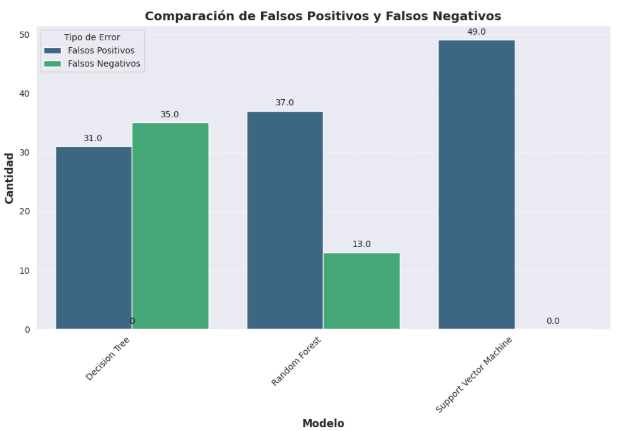 Comparación de Falsos Positivos y Falsos Negativos
Tipo de Error
Falsos Positivos
Falsos Negativos
Cantidad
50
40
30
20
10
0
31.0
35.0
37.0
13.0
49.0
0.0
0
Decision Tree
Random Forest
Support Vector Machine
Modelo